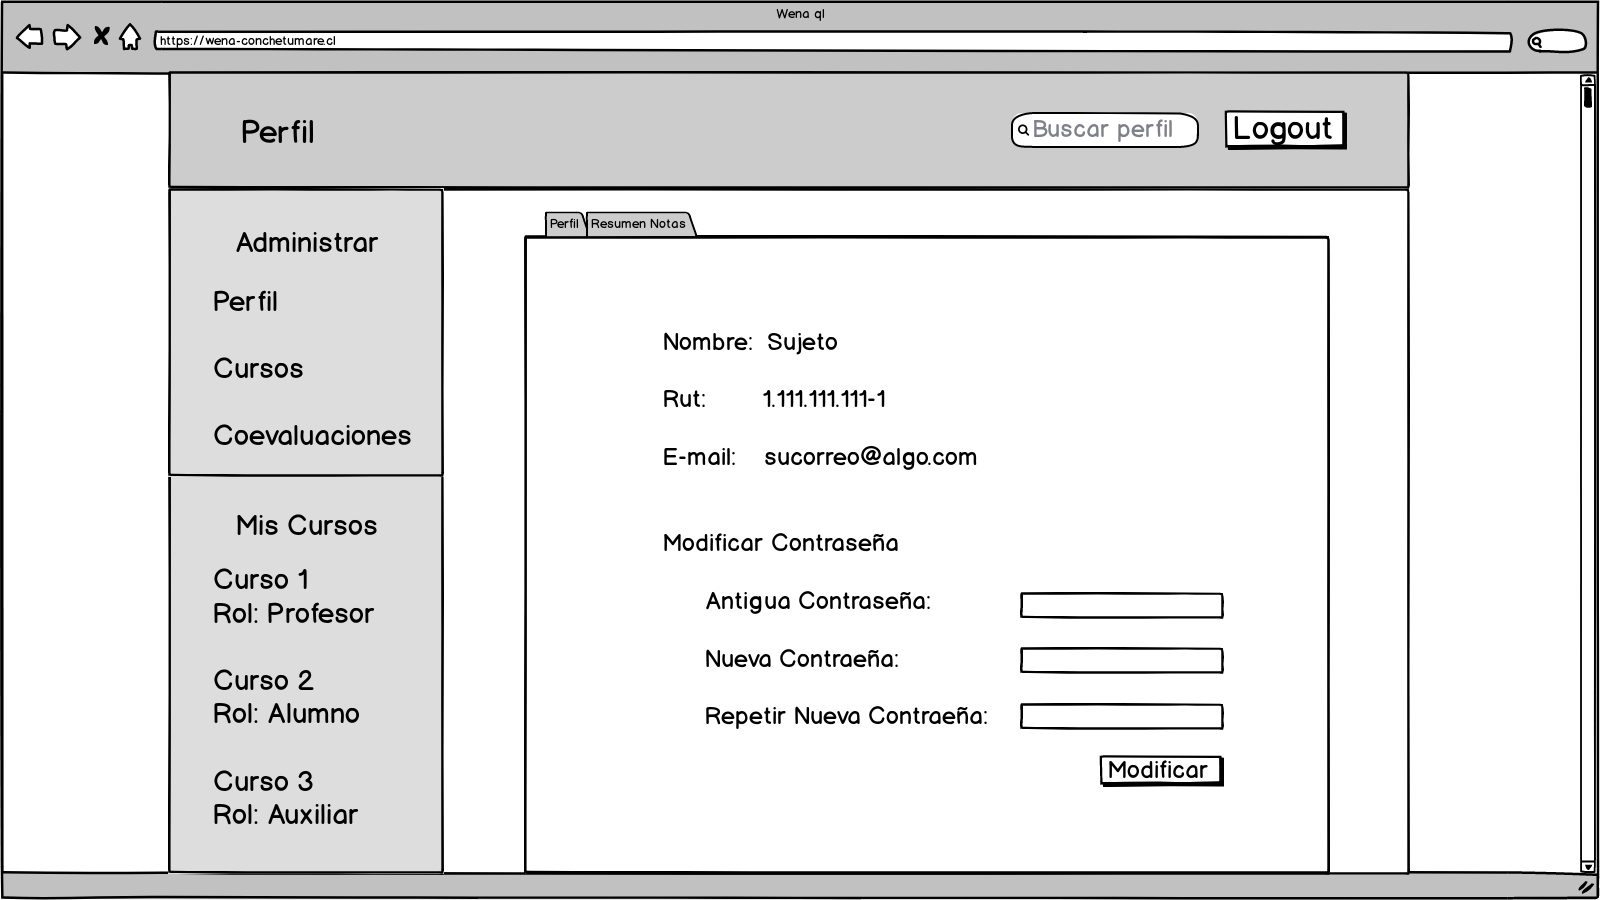 Wena ql
https://wena-conchetumare.cl
Perfil
Buscar perfil
Logout
Administrar
Perfil
Cursos
Coevaluaciones
Mis Cursos
Curso 1
Rol: Profesor
Curso 2
Rol: Alumno
Curso 3
Rol: Auxiliar
Perfil
Resumen Notas
Nombre: Sujeto
Rut: 1.111.111.111-1
E-mail: sucorreo@algo.com
Modificar Contraseña
Antigua Contraseña:
Nueva Contraeña:
Repetir Nueva Contraeña:
Modificar